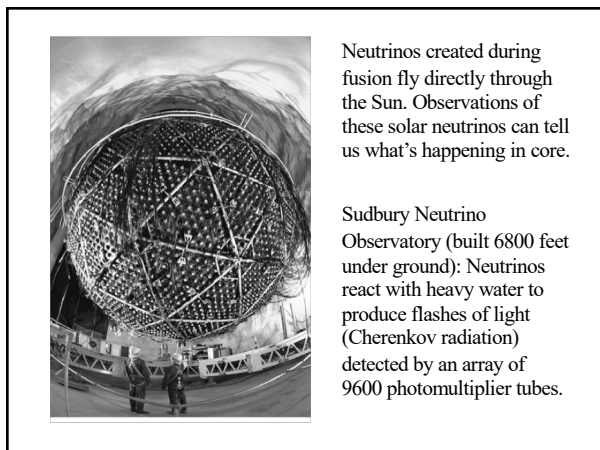 Neutrinos created during
fusion fly directly through
the Sun. Observations of
these solar neutrinos can tell
us what’s happening in core.
Sudbury Neutrino
Observatory (built 6800 feet
under ground): Neutrinos
react with heavy water to
produce flashes of light
(Cherenkov radiation)
detected by an array of
9600 photomultiplier tubes.